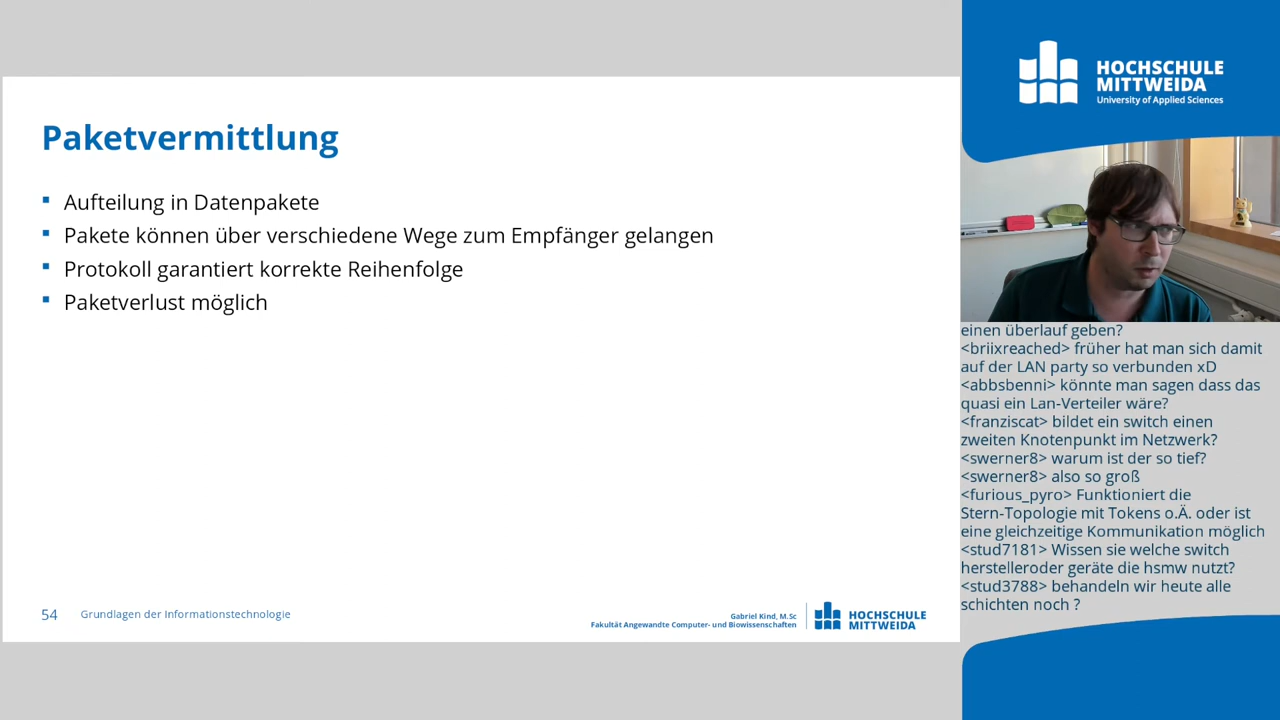 Paketvermittlung
Aufteilung in Datenpakete
Pakete können über verschiedene Wege zum Empfänger gelangen
Protokoll garantiert korrekte Reihenfolge
Paketverlust möglich
54
Grundlagen der Informationstechnologie
Gabriel Kind, M.Sc
Fakultät Angewandte Computer- und Biowissenschaften
HOCHSCHULE
MITTWEIDA
HOCHSCHULE
MITTWEIDA
University of Applied Sciences
einen überlauf geben?
<briixreached> früher hat man sich damit
auf der LAN party so verbunden xD
<abbsbenni> könnte man sagen dass das
quasi ein Lan-Verteiler wäre?
<franziscat> bildet ein switch einen
zweiten Knotenpunkt im Netzwerk?
<swerner8> warum ist der so tief?
<swerner8> also so groß
<furious_pyro> Funktioniert die
Stern-Topologie mit Tokens o.Ä. oder ist
eine gleichzeitige Kommunikation möglich
<stud7181> Wissen sie welche switch
herstelleroder geräte die hsmw nutzt?
<stud3788> behandeln wir heute alle
schichten noch ?